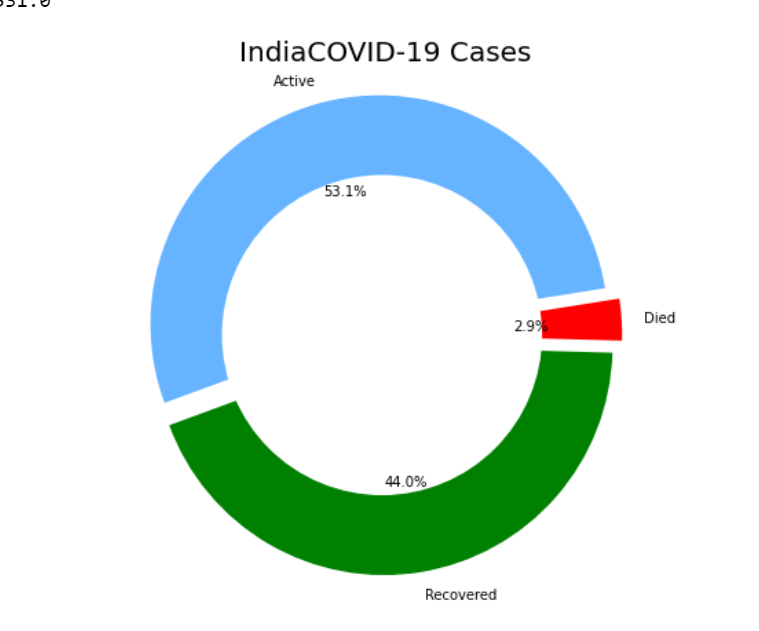 IndiaCOVID-19 Cases
Active
53.1%
2.9%
Died
44.0%
Recovered